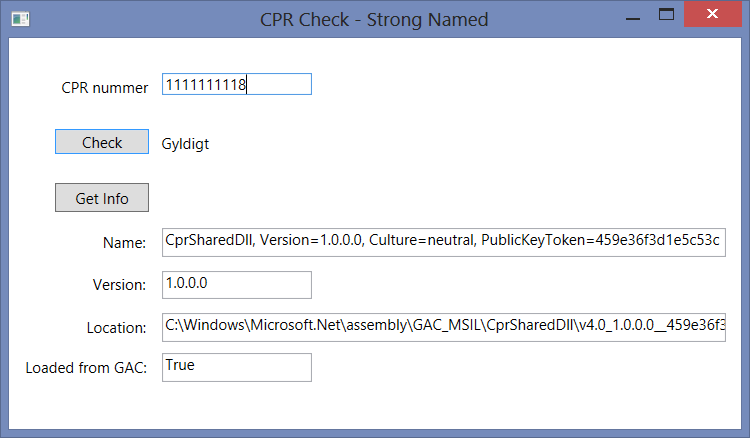 CPR Check - Strong Named
CPR nummer 1111111118
Check Gyldigt
Get Info
Name: CprSharedDll, Version=1.0.0.0, Culture=neutral, PublicKeyToken=459e36f3d1e5c53c
Version: 1.0.0.0
Location: C:\Windows\Microsoft.Net\assembly\GAC_MSIL\CprSharedDll\v4.0_1.0.0.0__459e36f3
Loaded from GAC: True